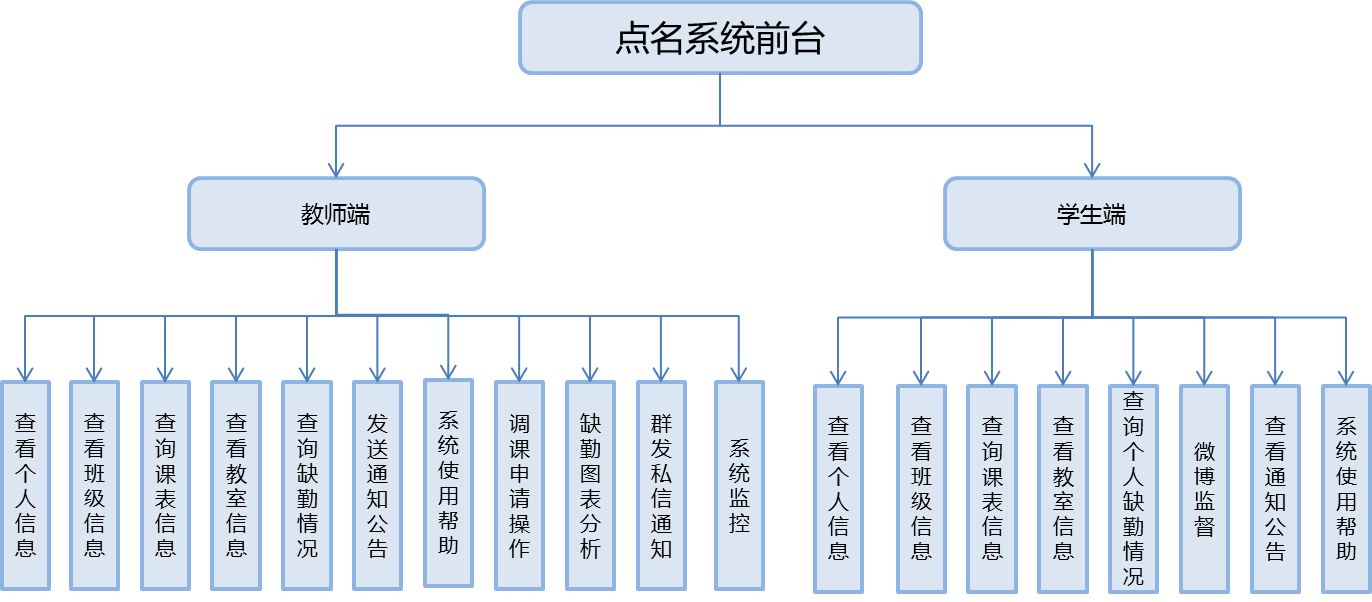 点名系统前台
教师端
学生端
查看个人信息
查看班级信息
查询课表信息
查看教室信息
查询缺勤情况
发送通知公告
系统使用帮助
调课申请操作
缺勤图表分析
群发私信通知
系统监控
查看个人信息
查看班级信息
查询课表信息
查看教室信息
查询个人缺勤情况
微博监督
查看通知公告
系统使用帮助